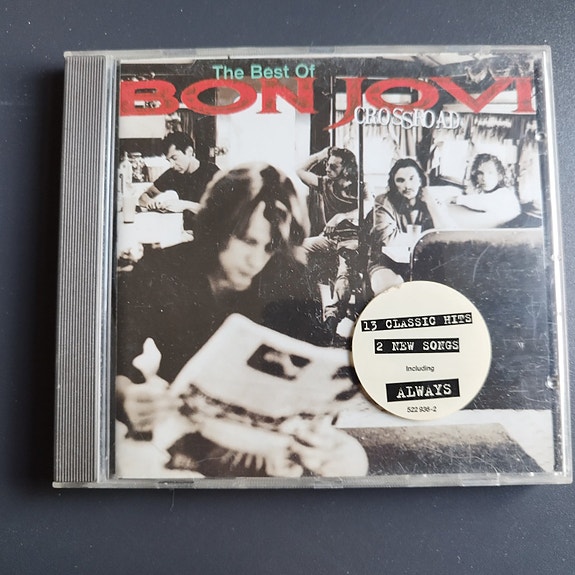 The Best Of
BON JOVI
CROSSROAD
13 CLASSIC HITS
2 NEW SONGS
Including
ALWAYS
522 936-2